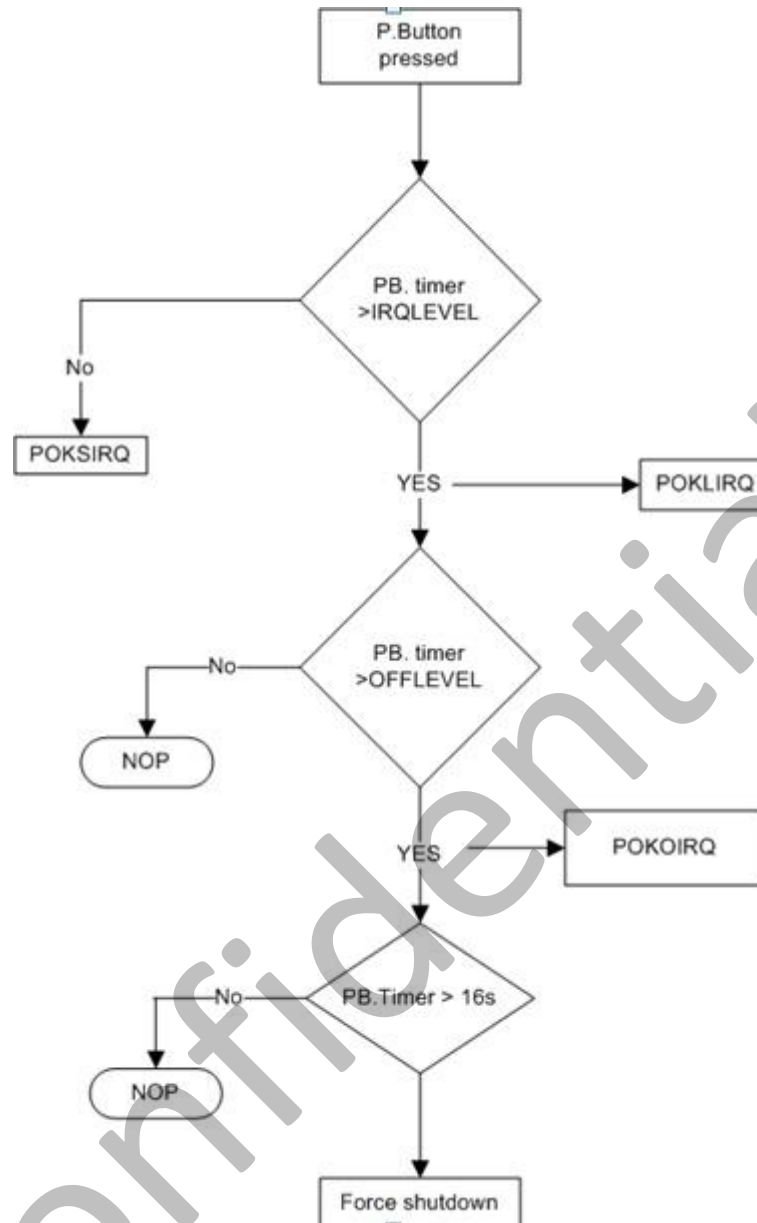 P.Button
pressed
PB. timer
>IRQLEVEL
No
POKSIRQ
YES
POKLIRQ
PB. timer
>OFFLEVEL
No
NOP
YES
POKOIRQ
PB.Timer > 16s
No
NOP
Force shutdown
onfidentia